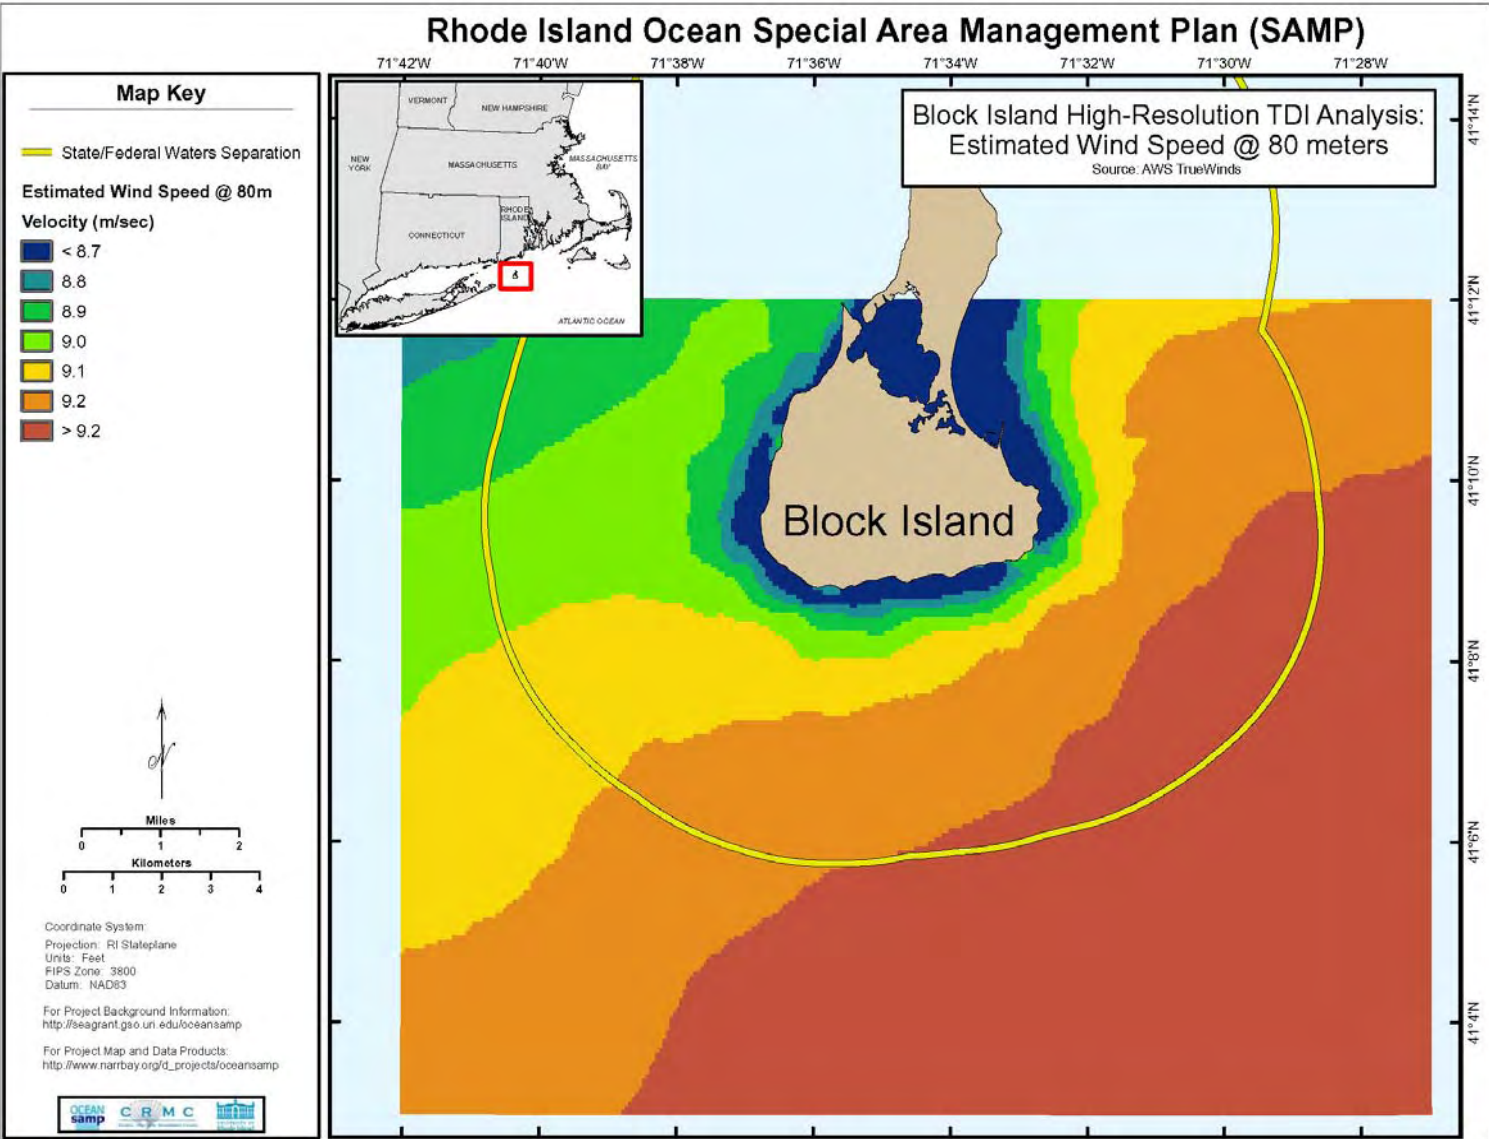 Rhode Island Ocean Special Area Management Plan (SAMP)
71°42'W 71°40'W 71°38'W 71°36'W 71°34'W 71°32'W 71°30'W 71°28'W
Map Key
State/Federal Waters Separation
Estimated Wind Speed @ 80m
Velocity (m/sec)
< 8.7
8.8
8.9
9.0
9.1
9.2
> 9.2
Miles
0 1 2
Kilometers
0 1 2 3 4
Coordinate System:
Projection: RI Stateplane
Units: Feet
FIPS Zone: 3800
Datum: NAD83
For Project Background Information:
http://seagrant.gso.uri.edu/oceansamp
For Project Map and Data Products:
http://www.narrbay.org/d_projects/oceansamp
OCEAN
samp
C R M C
VERMONT
NEW HAMPSHIRE
NEW
YORK
MASSACHUSETTS
MASSACHUSETTS
BAY
RHODE
ISLAND
CONNECTICUT
ATLANTIC OCEAN
Block Island High-Resolution TDI Analysis:
Estimated Wind Speed @ 80 meters
Source: AWS TrueWinds
Block Island
41°14'N
41°12'N
41°10'N
41°8'N
41°6'N
41°4'N
N